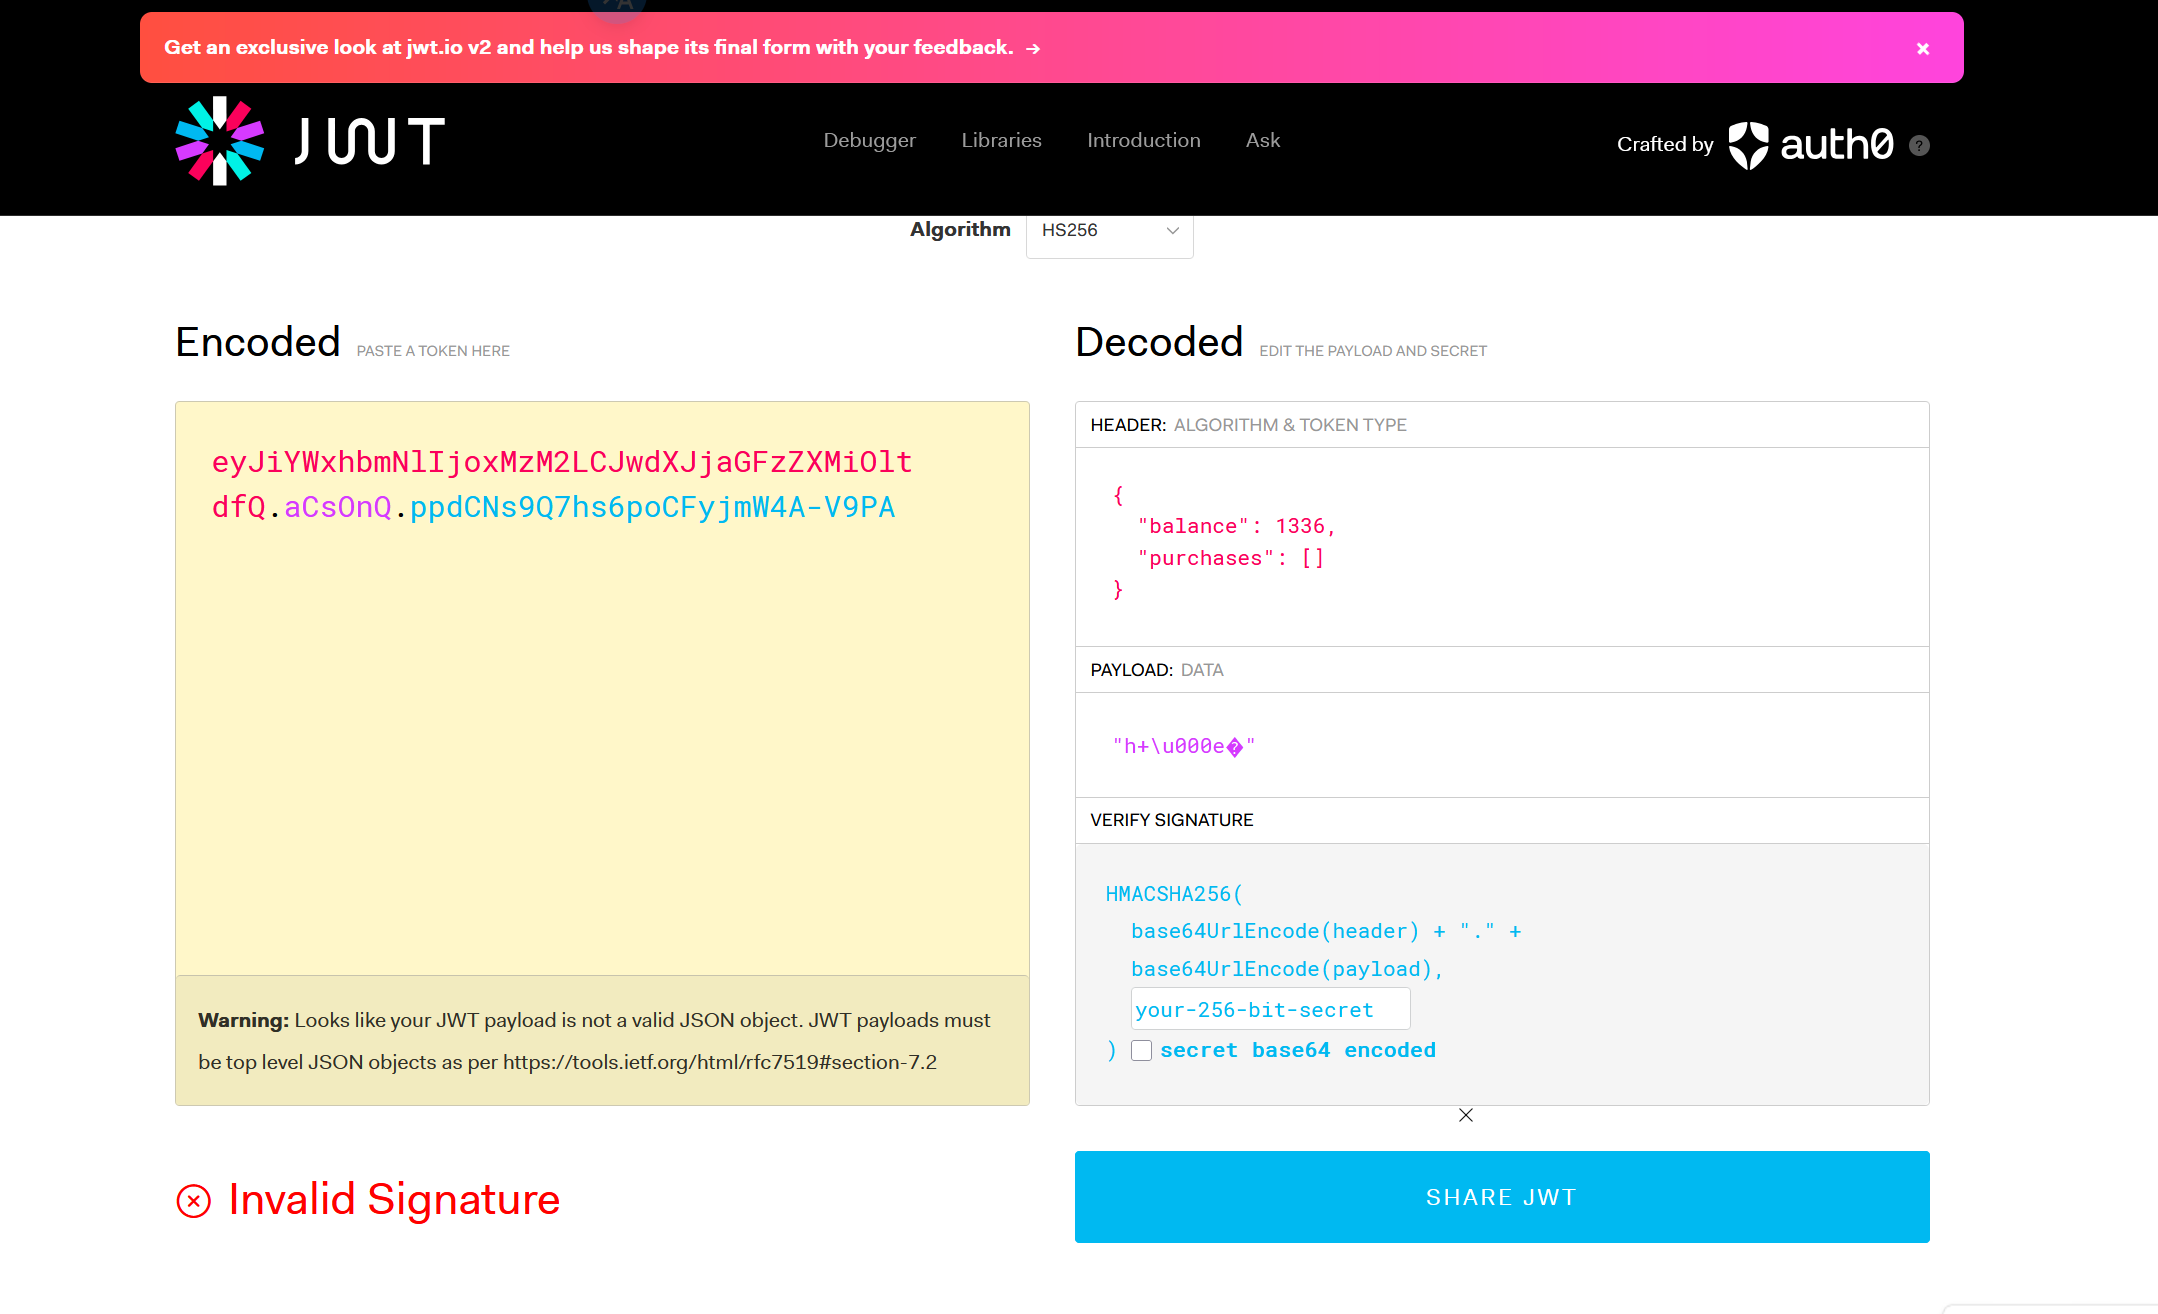 Get an exclusive look at jwt.io v2 and help us shape its final form with your feedback. →
JWT
Debugger
Libraries
Introduction
Ask
Crafted by auth0 ?
Algorithm
HS256
Encoded PASTE A TOKEN HERE
eyJiYWxhbmNlIjoxMzM2LCJwdXJjaGFzZXMiOlt
dfQ.aCsOnQ.ppdCNs9Q7hs6poCFyjmW4A-V9PA
Warning: Looks like your JWT payload is not a valid JSON object. JWT payloads must
be top level JSON objects as per https://tools.ietf.org/html/rfc7519#section-7.2
Invalid Signature
Decoded EDIT THE PAYLOAD AND SECRET
HEADER: ALGORITHM & TOKEN TYPE
{
"balance": 1336,
"purchases": []
}
PAYLOAD: DATA
"h+\u000e�"
VERIFY SIGNATURE
HMACSHA256(
base64UrlEncode(header) + "." +
base64UrlEncode(payload),
your-256-bit-secret
) secret base64 encoded
SHARE JWT